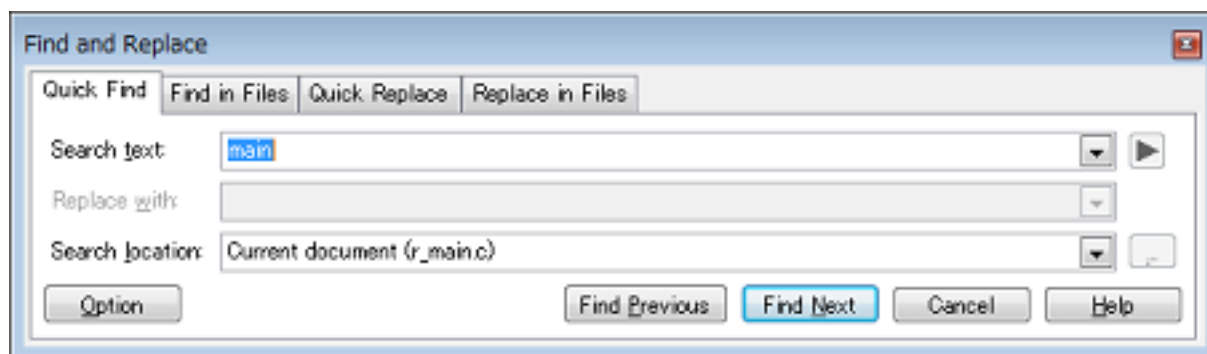 Find and Replace
Quick Find Find in Files Quick Replace Replace in Files
Search text: main
Replace with:
Search location: Current document (r_main.c)
Option Find Previous Find Next Cancel Help